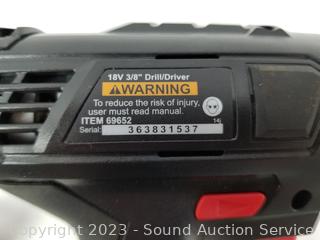 18V 3/8" Drill/Driver
WARNING
To reduce the risk of injury,
user must read manual.
ITEM 69652 14j
Serial: 363831537
Copyright 2023 - Sound Auction Service